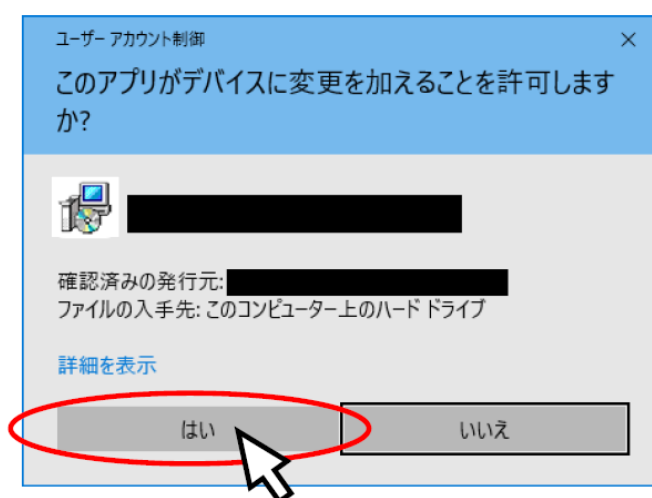 ユーザー アカウント制御
このアプリがデバイスに変更を加えることを許可します
か?
確認済みの発行元:
ファイルの入手先: このコンピューター上のハード ドライブ
詳細を表示
はい
いいえ